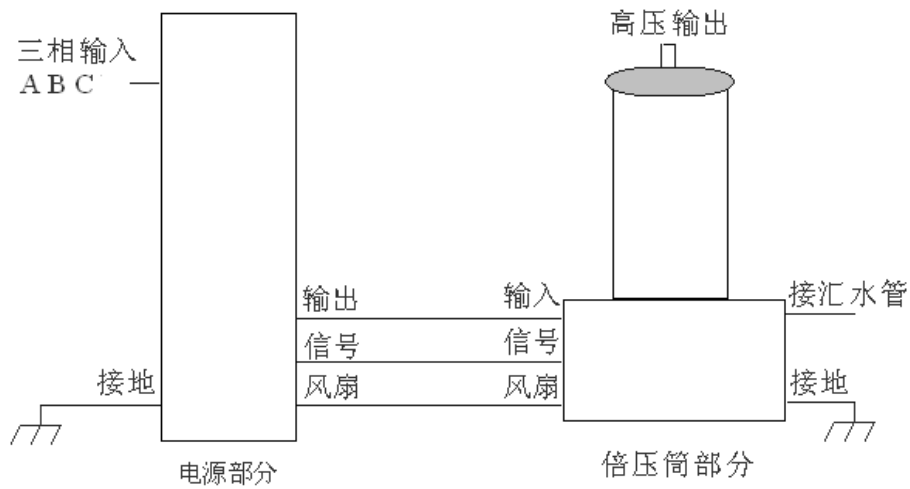 高压输出
三相输入
A B C
输出
输入
接汇水管
信号
信号
接地
风扇
风扇
接地
电源部分
倍压筒部分